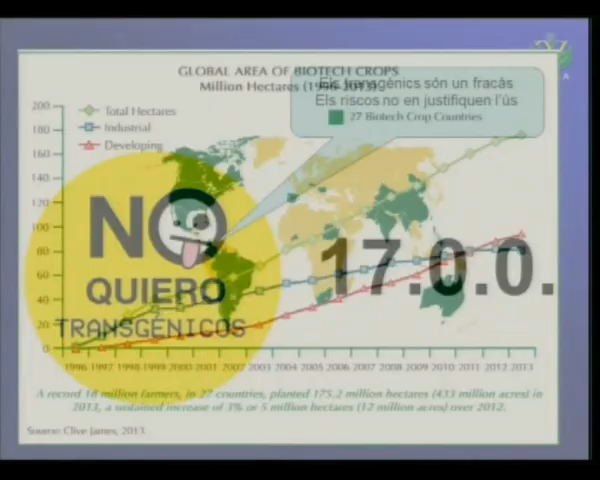 GLOBAL AREA OF BIOTECH CROPS
Million Hectares (1996-2013)
Els transgènics són un fracàs
Els riscos no en justifiquen l'ús
27 Biotech Crop Countries
Total Hectares
Industrial
Developing
200
180
160
140
120
100
80
60
40
20
0
NO
QUIERO
TRANSGÉNICOS
17.0.0.
1996 1997 1998 1999 2000 2001 2002 2003 2004 2005 2006 2007 2008 2009 2010 2011 2012 2013
A record 18 million farmers, in 27 countries, planted 175.2 million hectares (433 million acres) in
2013, a sustained increase of 3% or 5 million hectares (12 million acres) over 2012.
Source: Clive James, 2013.